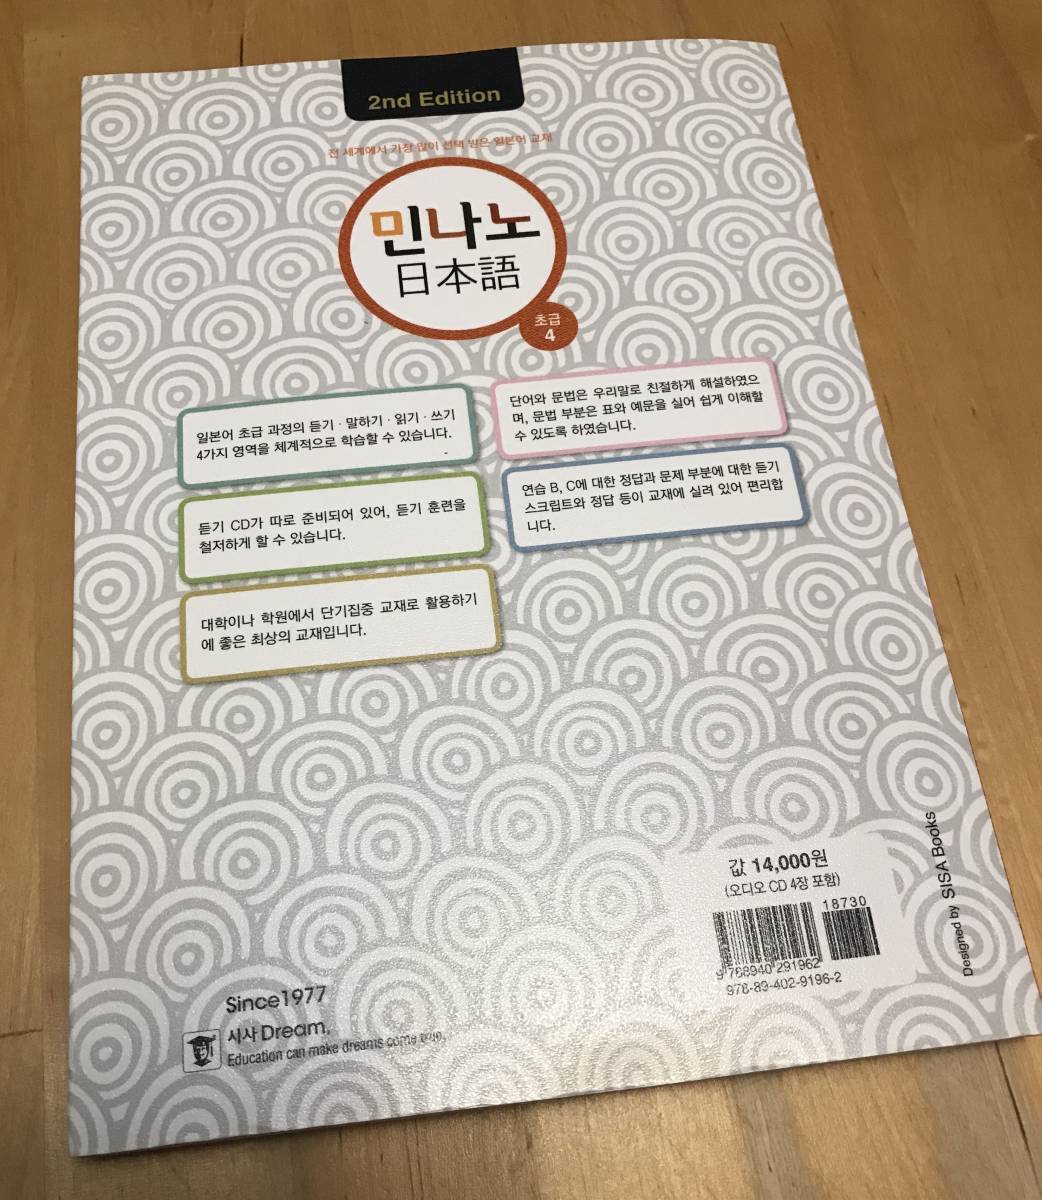 2nd Edition
전 세계에서 가장 많이 선택 받은 일본어 교재
민나노
日本語
초급
4
일본어 초급 과정의 듣기 · 말하기 · 읽기 · 쓰기
4가지 영역을 체계적으로 학습할 수 있습니다.
듣기 CD가 따로 준비되어 있어, 듣기 훈련을
철저하게 할 수 있습니다.
대학이나 학원에서 단기집중 교재로 활용하기
에 좋은 최상의 교재입니다.
단어와 문법은 우리말로 친절하게 해설하였으
며, 문법 부분은 표와 예문을 실어 쉽게 이해할
수 있도록 하였습니다.
연습 B, C에 대한 정답과 문제 부분에 대한 듣기
스크립트와 정답 등이 교재에 실려 있어 편리합
니다.
값 14,000원
(오디오 CD 4장 포함)
18730
9 788940 291962
978-89-402-9196-2
Designed by SISA Books
Since1977
시사 Dream,
Education can make dreams come true.